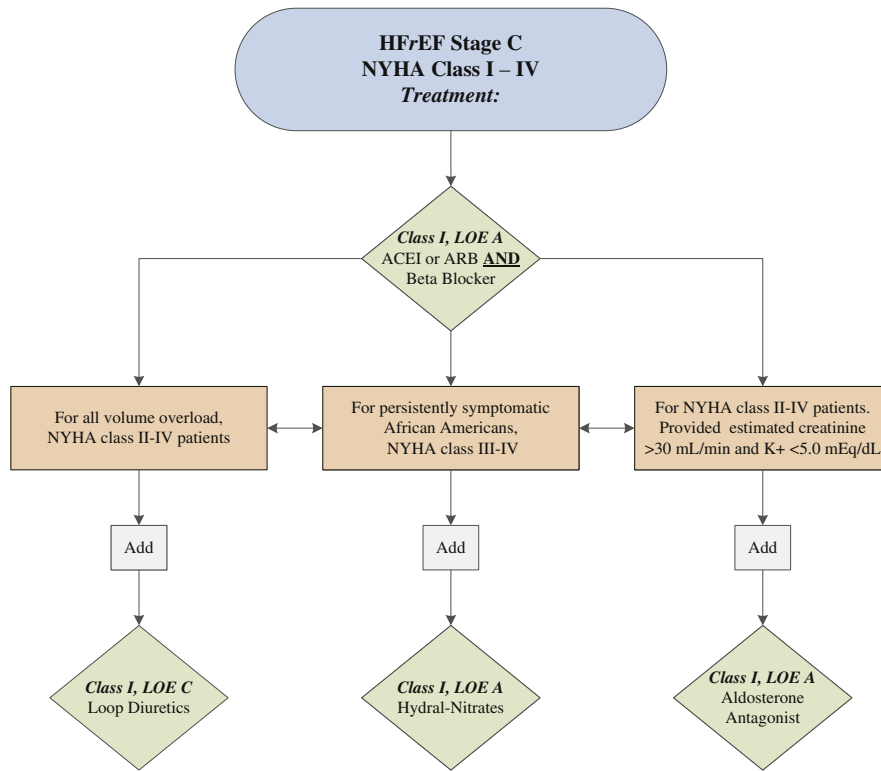 HFrEF Stage C
NYHA Class I – IV
Treatment:
Class I, LOE A
ACEI or ARB AND
Beta Blocker
For all volume overload,
NYHA class II-IV patients
For persistently symptomatic
African Americans,
NYHA class III-IV
For NYHA class II-IV patients.
Provided estimated creatinine
>30 mL/min and K+ <5.0 mEq/dL
Add
Add
Add
Class I, LOE C
Loop Diuretics
Class I, LOE A
Hydral-Nitrates
Class I, LOE A
Aldosterone
Antagonist